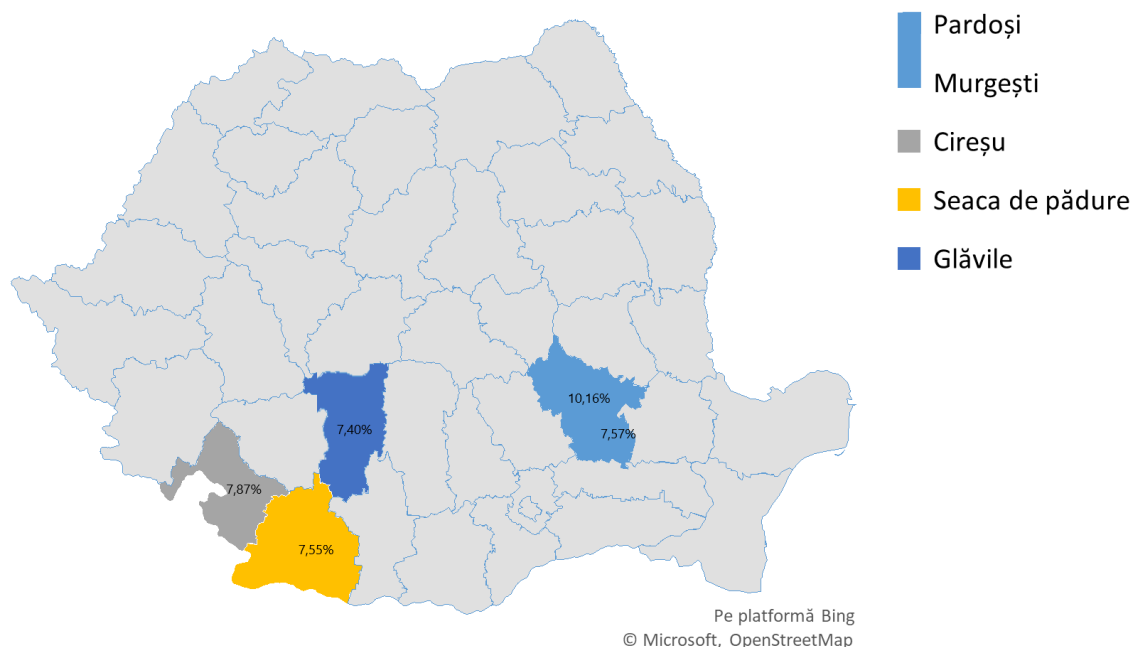 Pardoși
Murgești
Cireșu
Seaca de pădure
Glăvile
10,16%
7,40%
7,57%
7,87%
7,55%
Pe platformă Bing
© Microsoft, OpenStreetMap